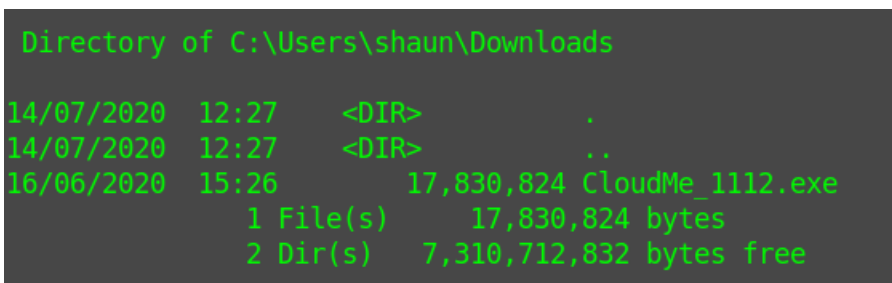 Directory of C:\Users\shaun\Downloads
14/07/2020  12:27    <DIR>          .
14/07/2020  12:27    <DIR>          ..
16/06/2020  15:26        17,830,824 CloudMe_1112.exe
               1 File(s)     17,830,824 bytes
               2 Dir(s)   7,310,712,832 bytes free